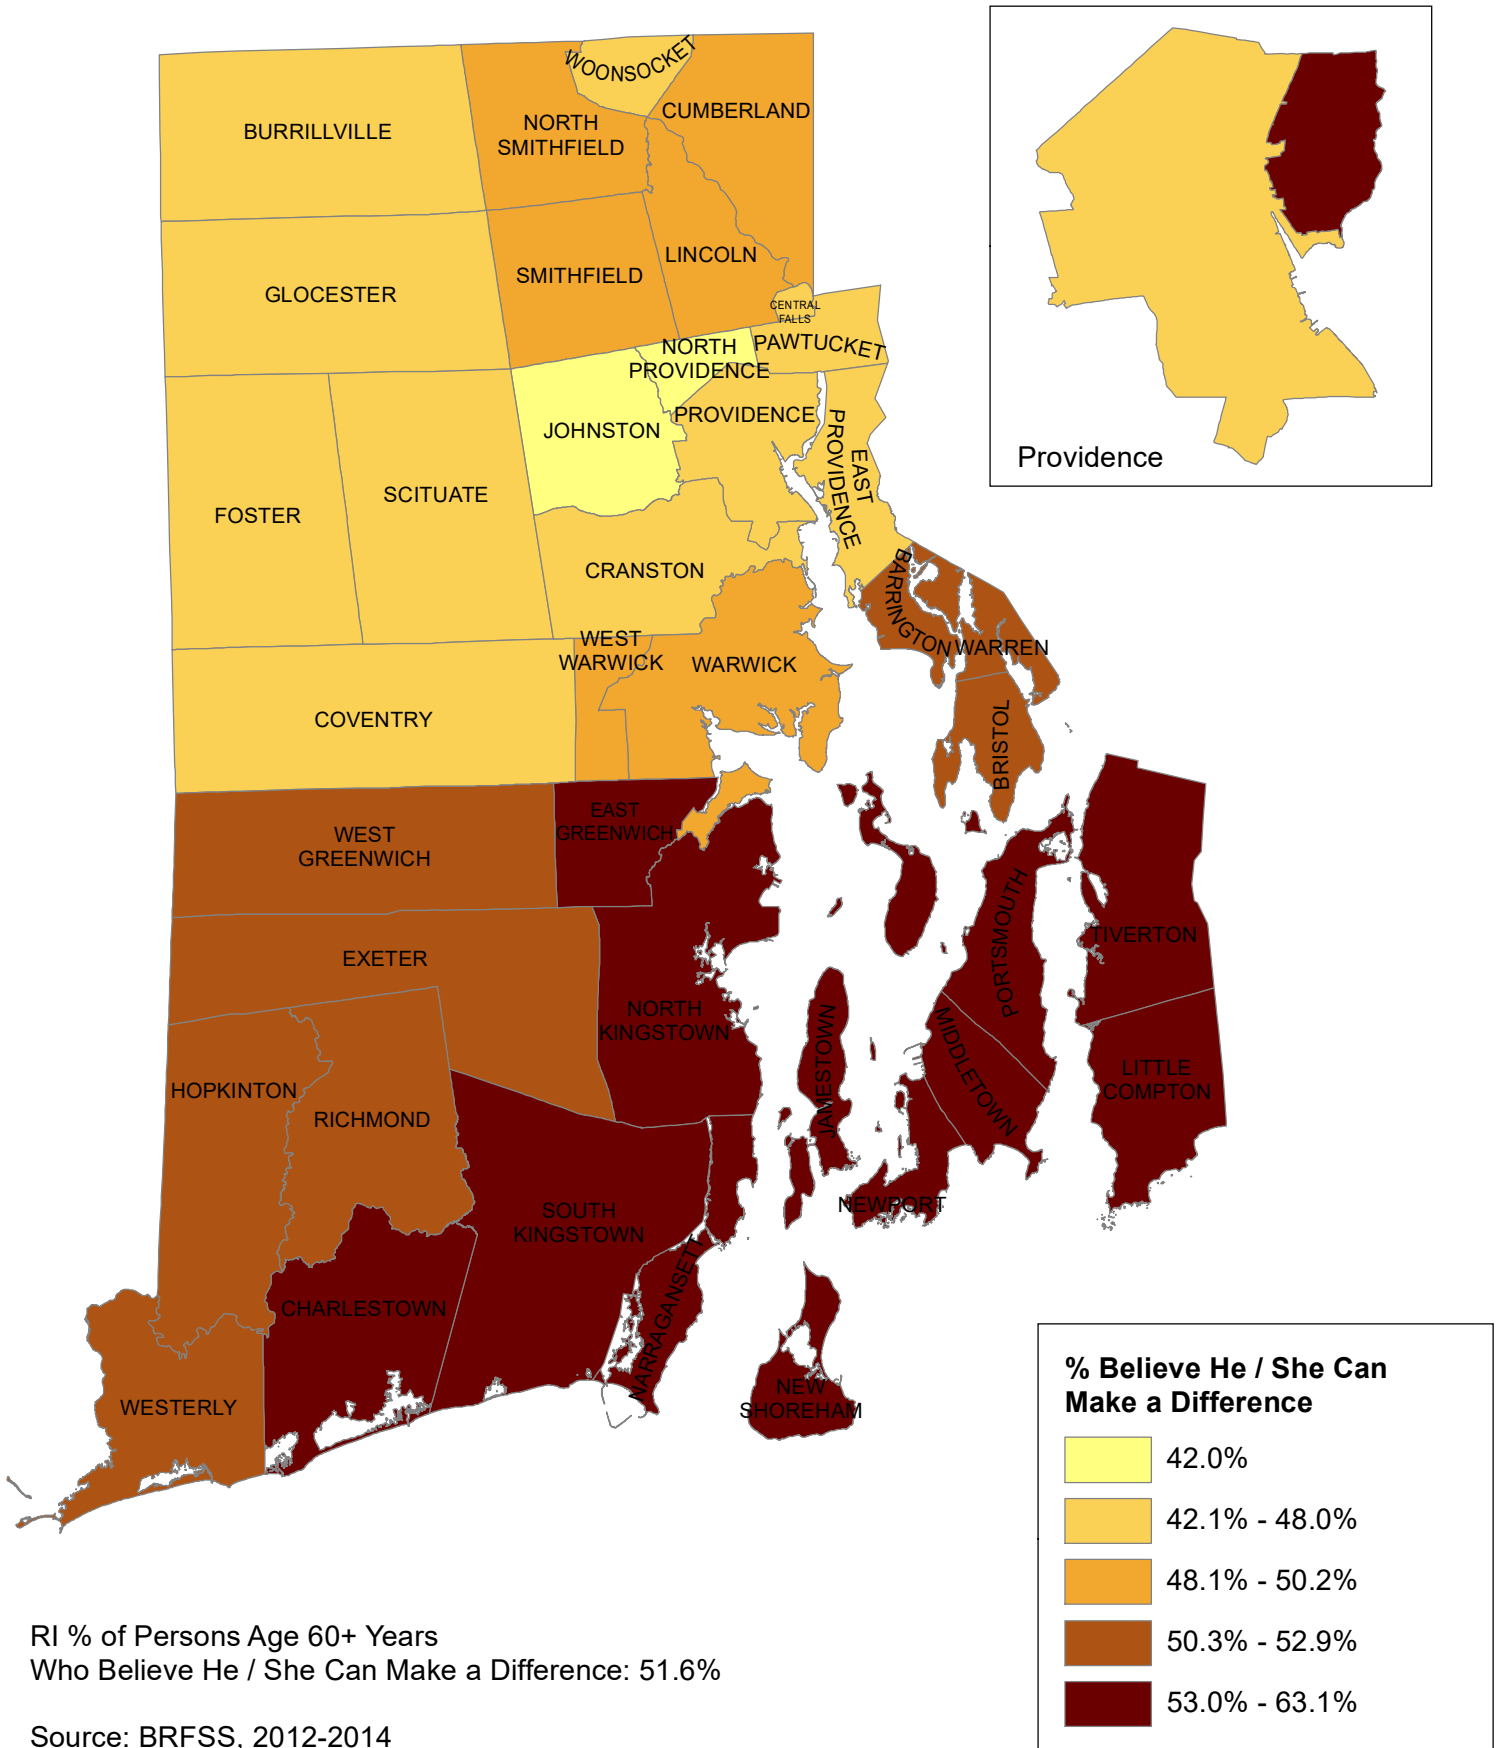 WOONSOCKET
CUMBERLAND
BURRILLVILLE
NORTH
SMITHFIELD
LINCOLN
SMITHFIELD
GLOCESTER
CENTRAL
FALLS
NORTH
PROVIDENCE
PAWTUCKET
PROVIDENCE
JOHNSTON
EAST
PROVIDENCE
SCITUATE
FOSTER
CRANSTON
BARRINGTON
WARREN
WEST
WARWICK
WARWICK
COVENTRY
BRISTOL
EAST
GREENWICH
WEST
GREENWICH
PORTSMOUTH
TIVERTON
EXETER
NORTH
KINGSTOWN
JAMESTOWN
MIDDLETOWN
LITTLE
COMPTON
HOPKINTON
RICHMOND
SOUTH
KINGSTOWN
NEWPORT
NARRAGANSETT
CHARLESTOWN
NEW
SHOREHAM
WESTERLY
Providence
% Believe He / She Can
Make a Difference
42.0%
42.1% - 48.0%
48.1% - 50.2%
50.3% - 52.9%
53.0% - 63.1%
RI % of Persons Age 60+ Years
Who Believe He / She Can Make a Difference: 51.6%
Source: BRFSS, 2012-2014